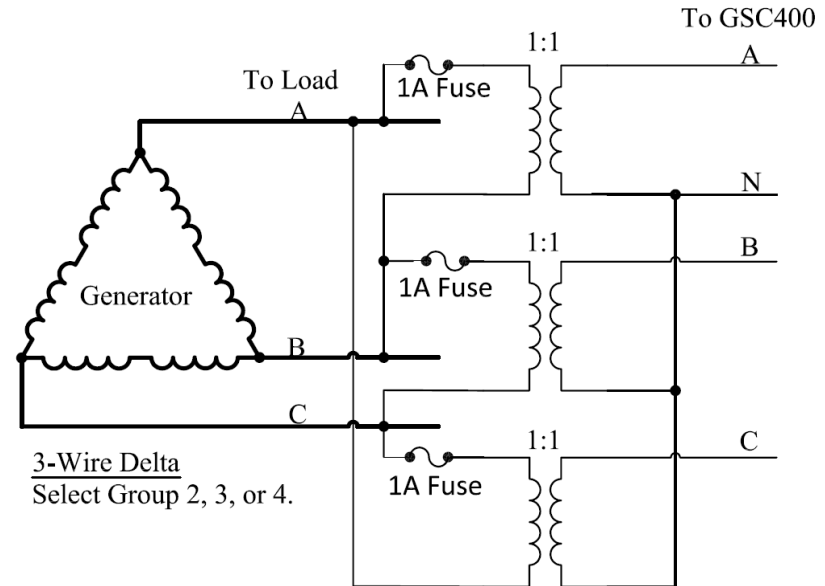 To GSC400
1:1
A
1A Fuse
To Load
A
N
1:1
B
1A Fuse
Generator
B
C
1:1
C
1A Fuse
3-Wire Delta
Select Group 2, 3, or 4.